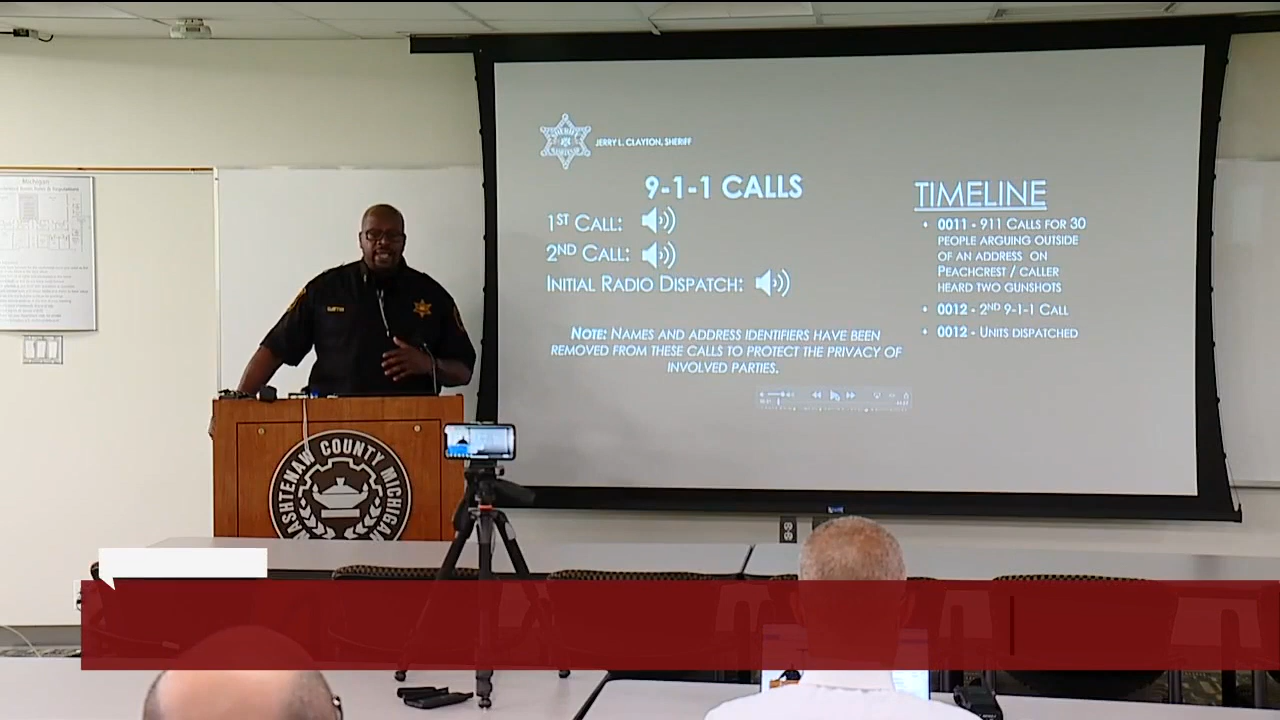 JERRY L. CLAYTON, SHERIFF
9-1-1 CALLS
1ST CALL:
2ND CALL:
INITIAL RADIO DISPATCH:
NOTE: NAMES AND ADDRESS IDENTIFIERS HAVE BEEN
REMOVED FROM THESE CALLS TO PROTECT THE PRIVACY OF
INVOLVED PARTIES.
TIMELINE
• 0011 - 911 CALLS FOR 30
PEOPLE ARGUING OUTSIDE
OF AN ADDRESS ON
PEACHCREST / CALLER
HEARD TWO GUNSHOTS
• 0012 - 2ND 9-1-1 CALL
• 0012 - UNITS DISPATCHED
Michigan
ASHTENAW COUNTY MICHIGAN